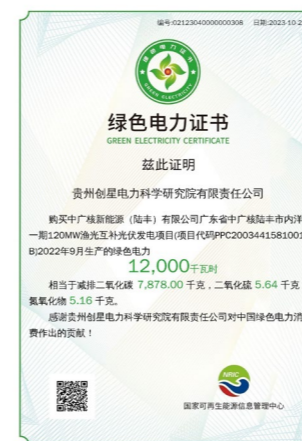 编号:02123040000000308 日期:2023-10-2
绿色电力证书
GREEN ELECTRICITY
绿色电力证书
GREEN ELECTRICITY CERTIFICATE
兹此证明
贵州创星电力科学研究院有限责任公司
购买中广核新能源（陆丰）有限公司广东省中广核陆丰市内洋
一期120MW渔光互补光伏发电项目(项目代码PPC2003441581001
B)2022年9月生产的绿色电力
12,000千瓦时
相当于减排二氧化碳 7,878.00 千克，二氧化硫 5.64 千克
氮氧化物 5.16 千克。
感谢贵州创星电力科学研究院有限责任公司对中国绿色电力消
费作出的贡献！
NRIC
国家可再生能源信息管理中心